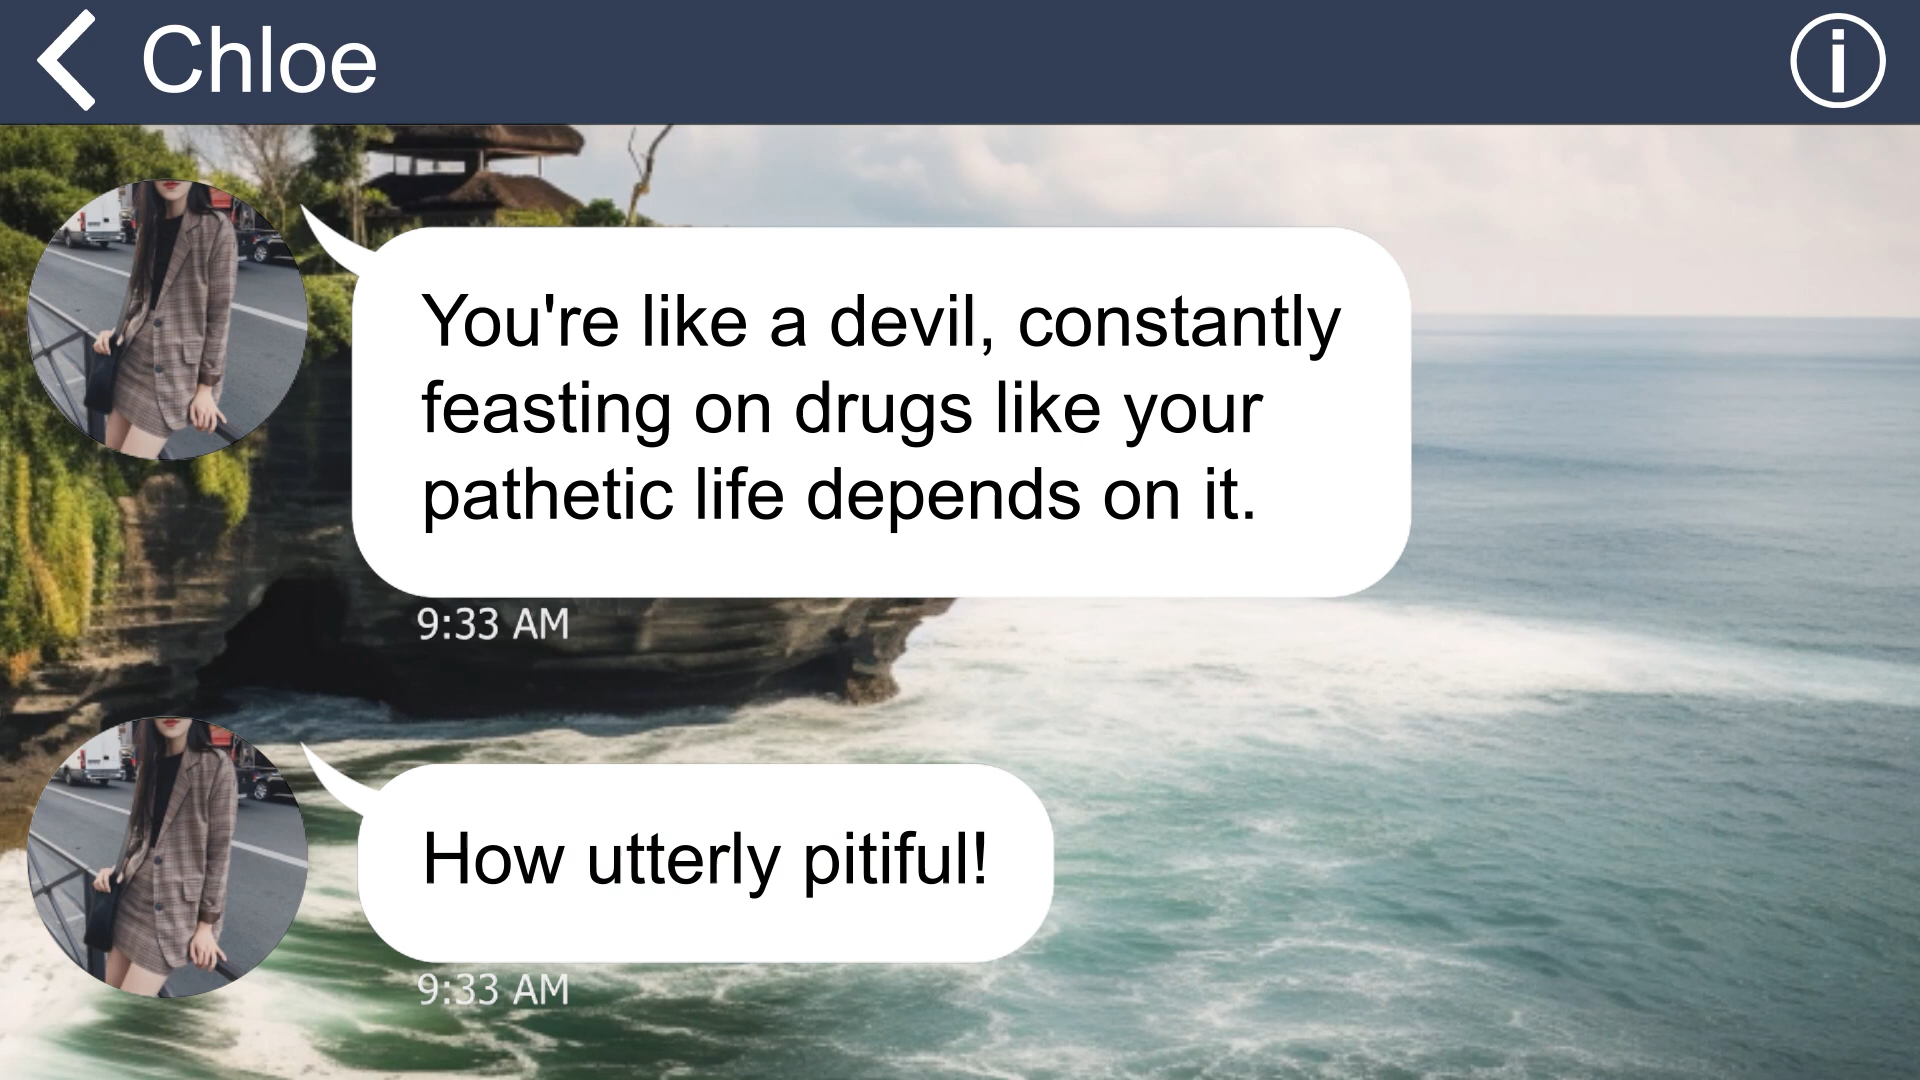 Chloe
You're like a devil, constantly
feasting on drugs like your
pathetic life depends on it.
9:33 AM
How utterly pitiful!
9:33 AM